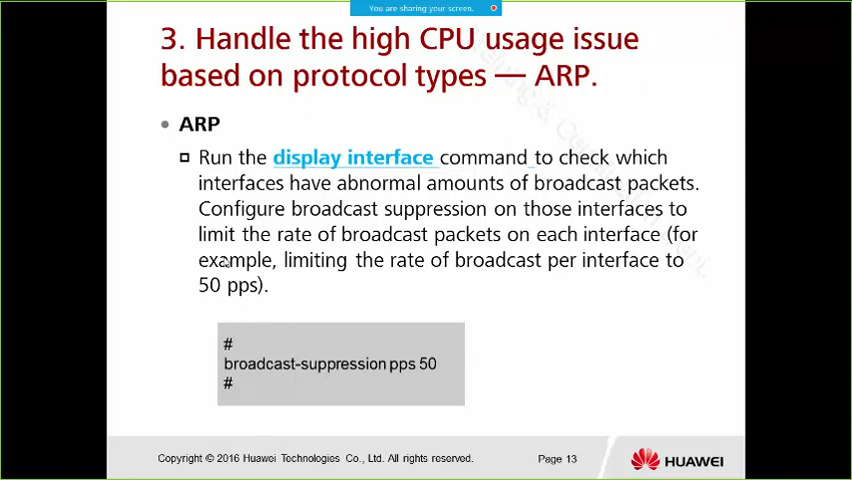 You are sharing your screen.
3. Handle the high CPU usage issue
based on protocol types — ARP.
ARP
Run the display interface command to check which
interfaces have abnormal amounts of broadcast packets.
Configure broadcast suppression on those interfaces to
limit the rate of broadcast packets on each interface (for
example, limiting the rate of broadcast per interface to
50 pps).
#
broadcast-suppression pps 50
#
Copyright © 2016 Huawei Technologies Co., Ltd. All rights reserved.
Page 13
HUAWEI